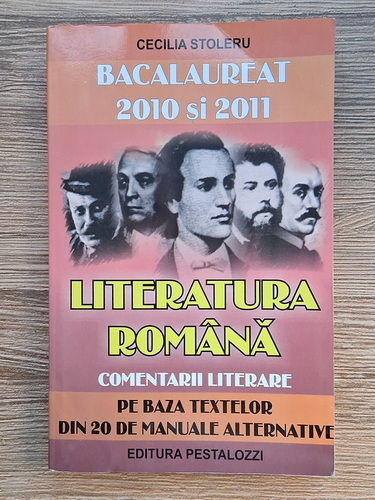 CECILIA STOLERU
BACALAUREAT
2010 si 2011
LITERATURA
ROMÂNĂ
COMENTARII LITERARE
PE BAZA TEXTELOR
DIN 20 DE MANUALE ALTERNATIVE
EDITURA PESTALOZZI